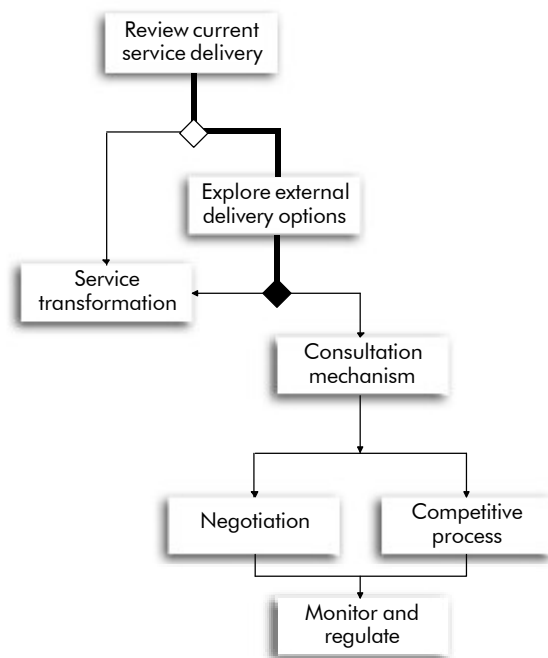 Review current
service delivery
Explore external
delivery options
Service
transformation
Consultation
mechanism
Negotiation
Competitive
process
Monitor and
regulate